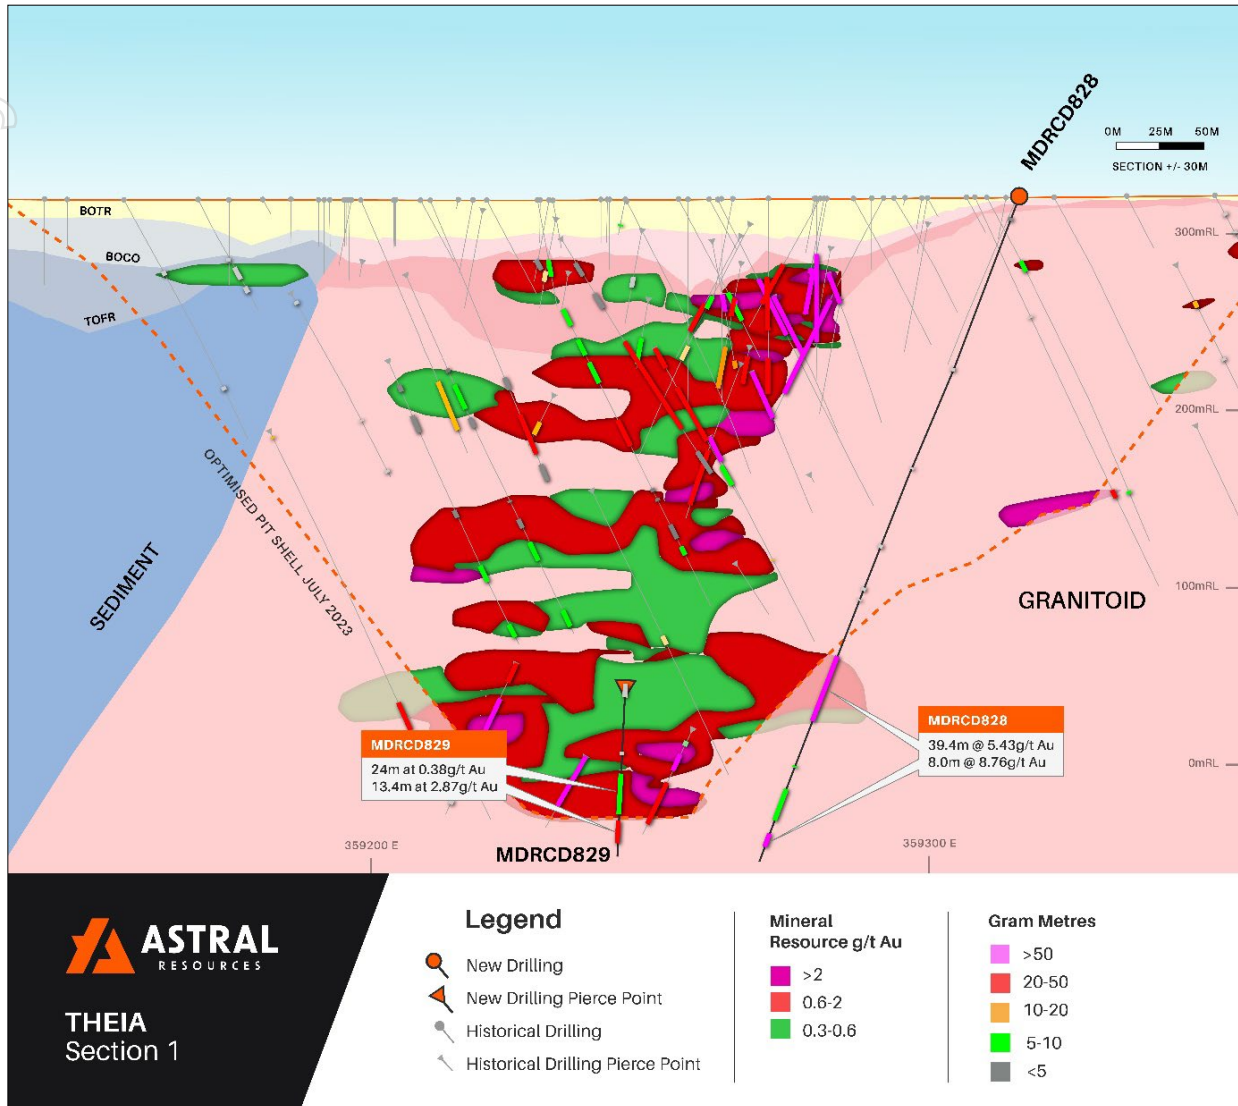 MDRCD828
0M 25M 50M
SECTION +/- 30M
BOTR
BOCO
TOFR
300mRL
200mRL
100mRL
0mRL
OPTIMISED PIT SHELL JULY 2023
SEDIMENT
GRANITOID
MDRCD829
24m at 0.38g/t Au
13.4m at 2.87g/t Au
MDRCD828
39.4m @ 5.43g/t Au
8.0m @ 8.76g/t Au
359200 E
MDRCD829
359300 E
ASTRAL
RESOURCES
THEIA
Section 1
Legend
New Drilling
New Drilling Pierce Point
Historical Drilling
Historical Drilling Pierce Point
Mineral
Resource g/t Au
>2
0.6-2
0.3-0.6
Gram Metres
>50
20-50
10-20
5-10
<5